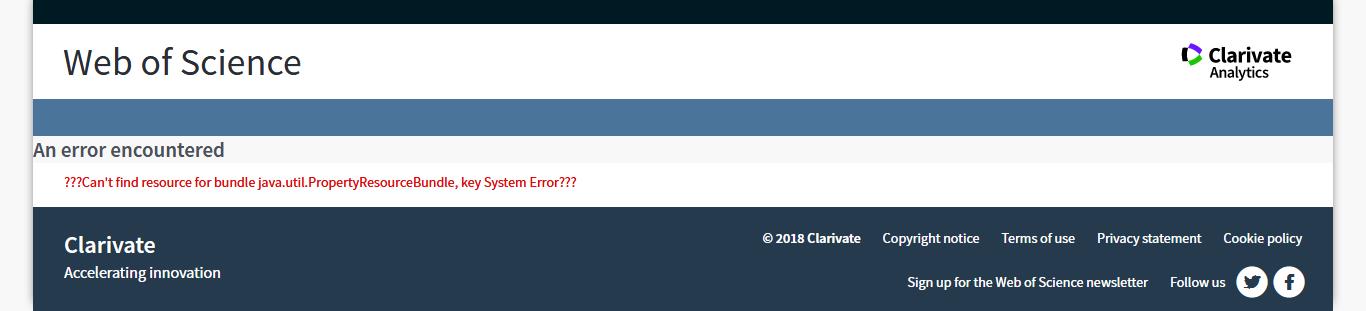 Web of Science
Clarivate
Analytics
An error encountered
???Can't find resource for bundle java.util.PropertyResourceBundle, key System Error???
Clarivate
Accelerating innovation
© 2018 Clarivate Copyright notice Terms of use Privacy statement Cookie policy
Sign up for the Web of Science newsletter Follow us